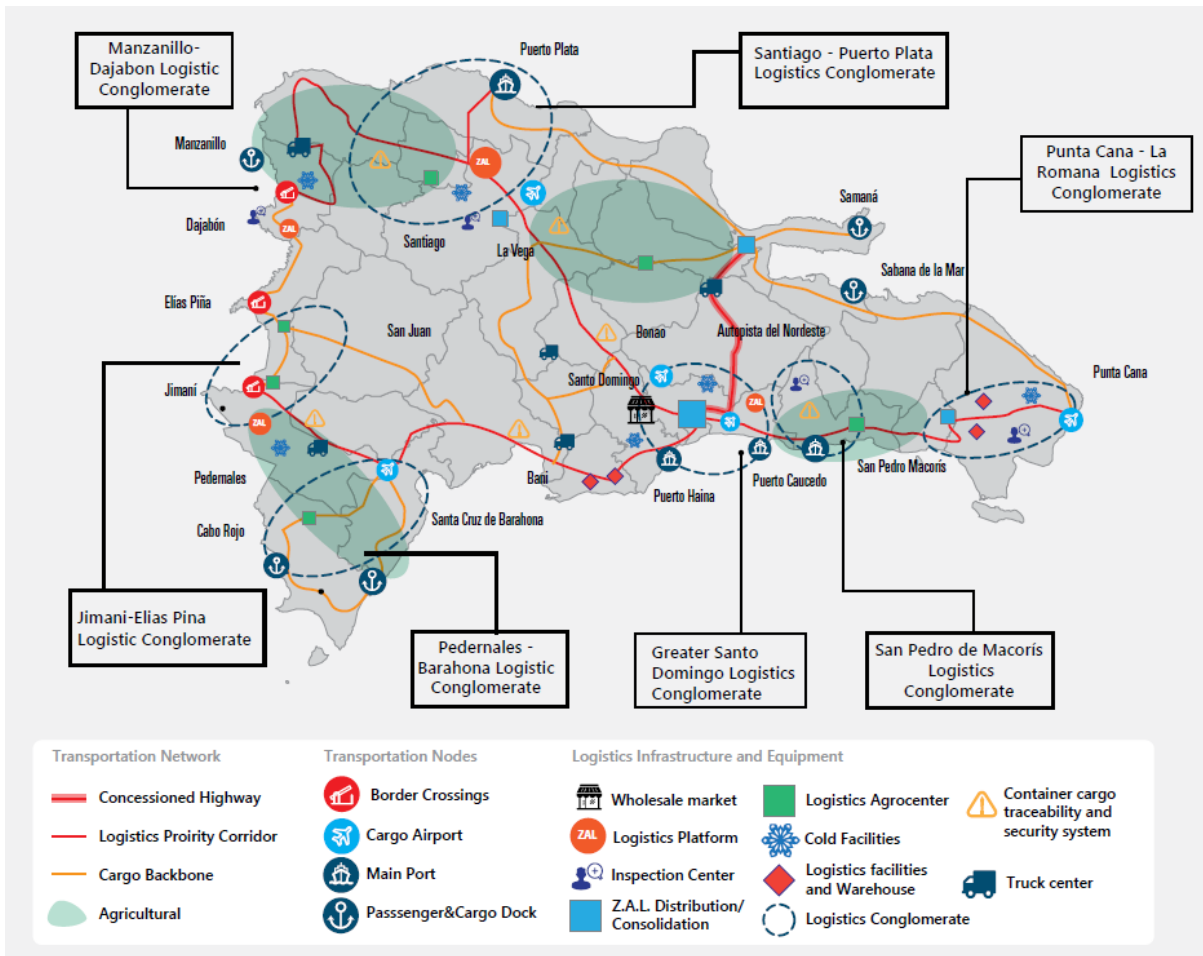 Manzanillo-
Dajabon Logistic
Conglomerate
Puerto Plata
Santiago - Puerto Plata
Logistics Conglomerate
Punta Cana - La
Romana Logistics
Conglomerate
Manzanillo
ZAL
Samaná
Dajabón
ZAL
Santiago
La Vega
Sabana de la Mar
Elías Piña
San Juan
Bonao
Autopista del Nordeste
Punta Cana
Jimaní
Santo Domingo
ZAL
ZAL
Pedernales
Bani
Puerto Haina
Puerto Caucedo
San Pedro Macorís
Cabo Rojo
Santa Cruz de Barahona
Jimani-Elias Pina
Logistic Conglomerate
Pedernales -
Barahona Logistic
Conglomerate
Greater Santo
Domingo Logistics
Conglomerate
San Pedro de Macorís
Logistics
Conglomerate
Transportation Network
Concessioned Highway
Logistics Proirity Corridor
Cargo Backbone
Agricultural
Transportation Nodes
Border Crossings
Cargo Airport
Main Port
Passsenger&Cargo Dock
Logistics Infrastructure and Equipment
Wholesale market
ZAL
Logistics Platform
Inspection Center
Z.A.L. Distribution/
Consolidation
Logistics Agrocenter
Cold Facilities
Logistics facilities
and Warehouse
Logistics Conglomerate
Container cargo
traceability and
security system
Truck center